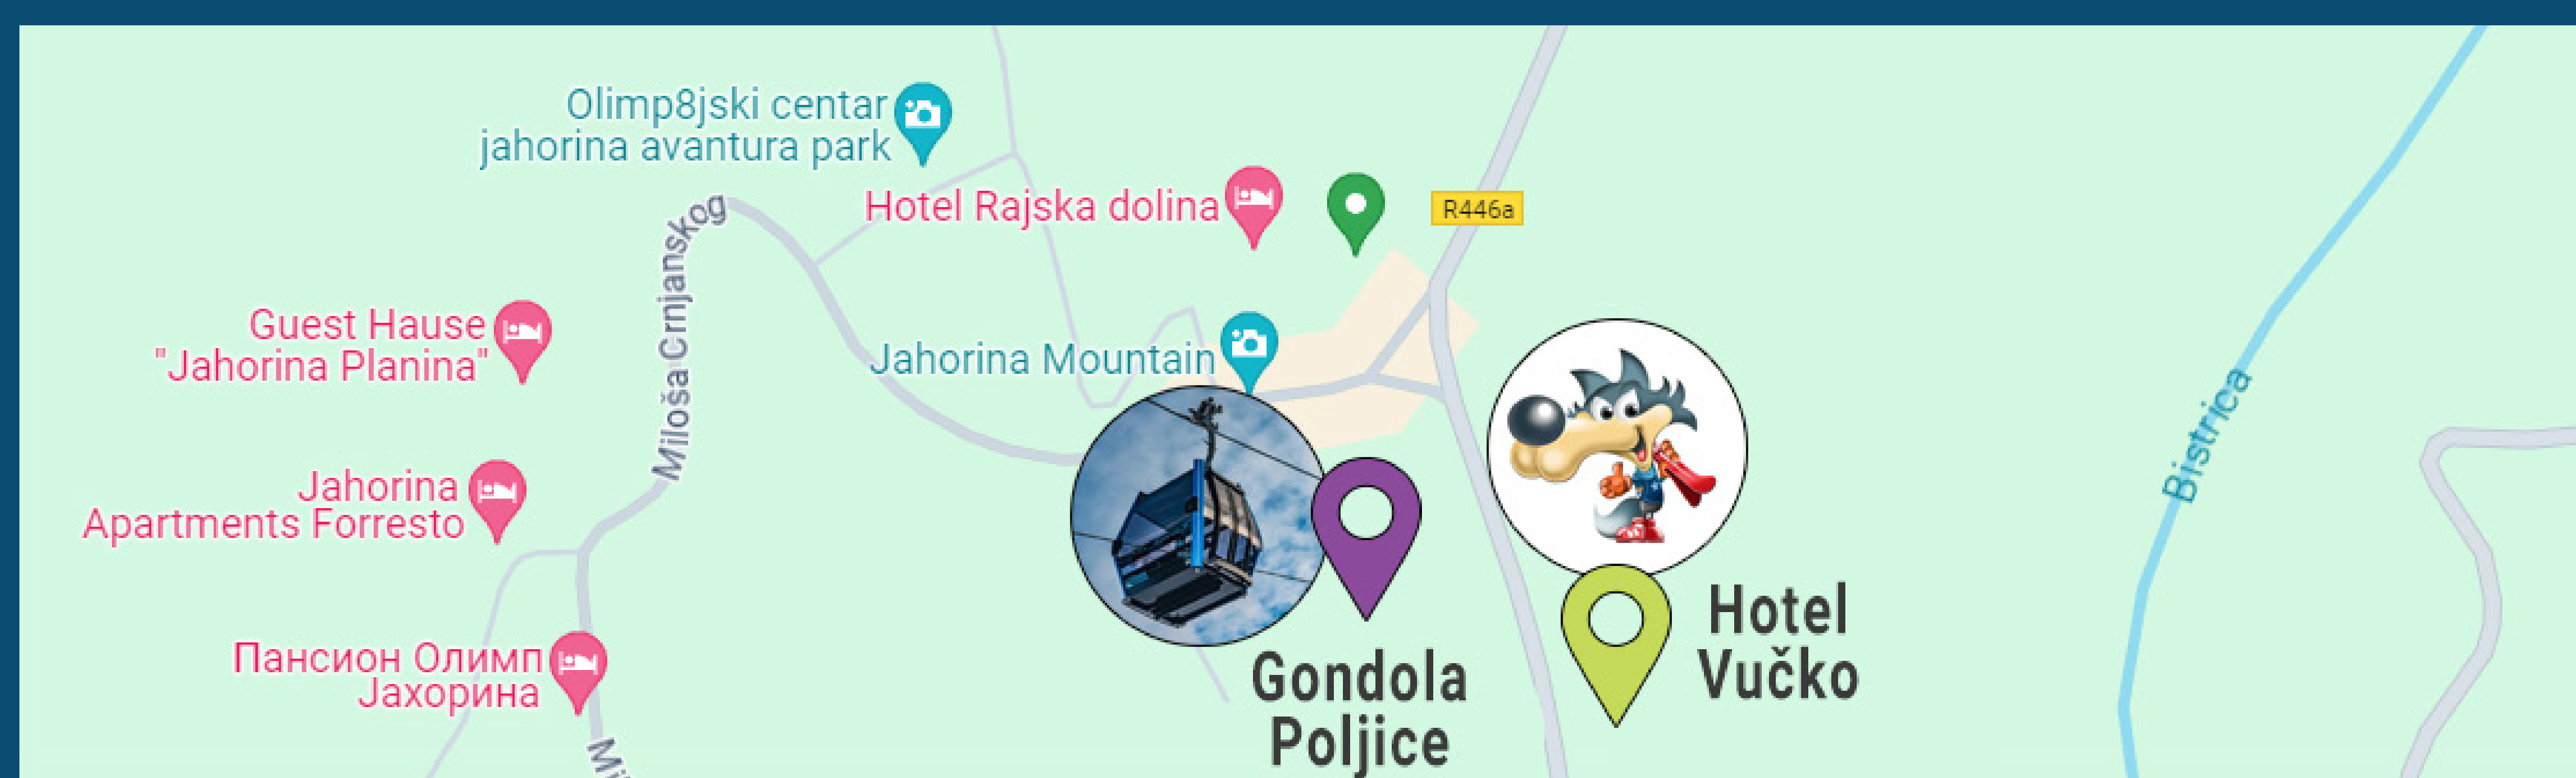 Olimp8jski centar
jahorina avantura park
Hotel Rajska dolina
R446a
Miloša Crnjanskog
Guest Hause
"Jahorina Planina"
Jahorina Mountain
Bistrica
Jahorina
Apartments Forresto
Hotel
Vučko
Пансион Олимп
Јахорина
Gondola
Poljice